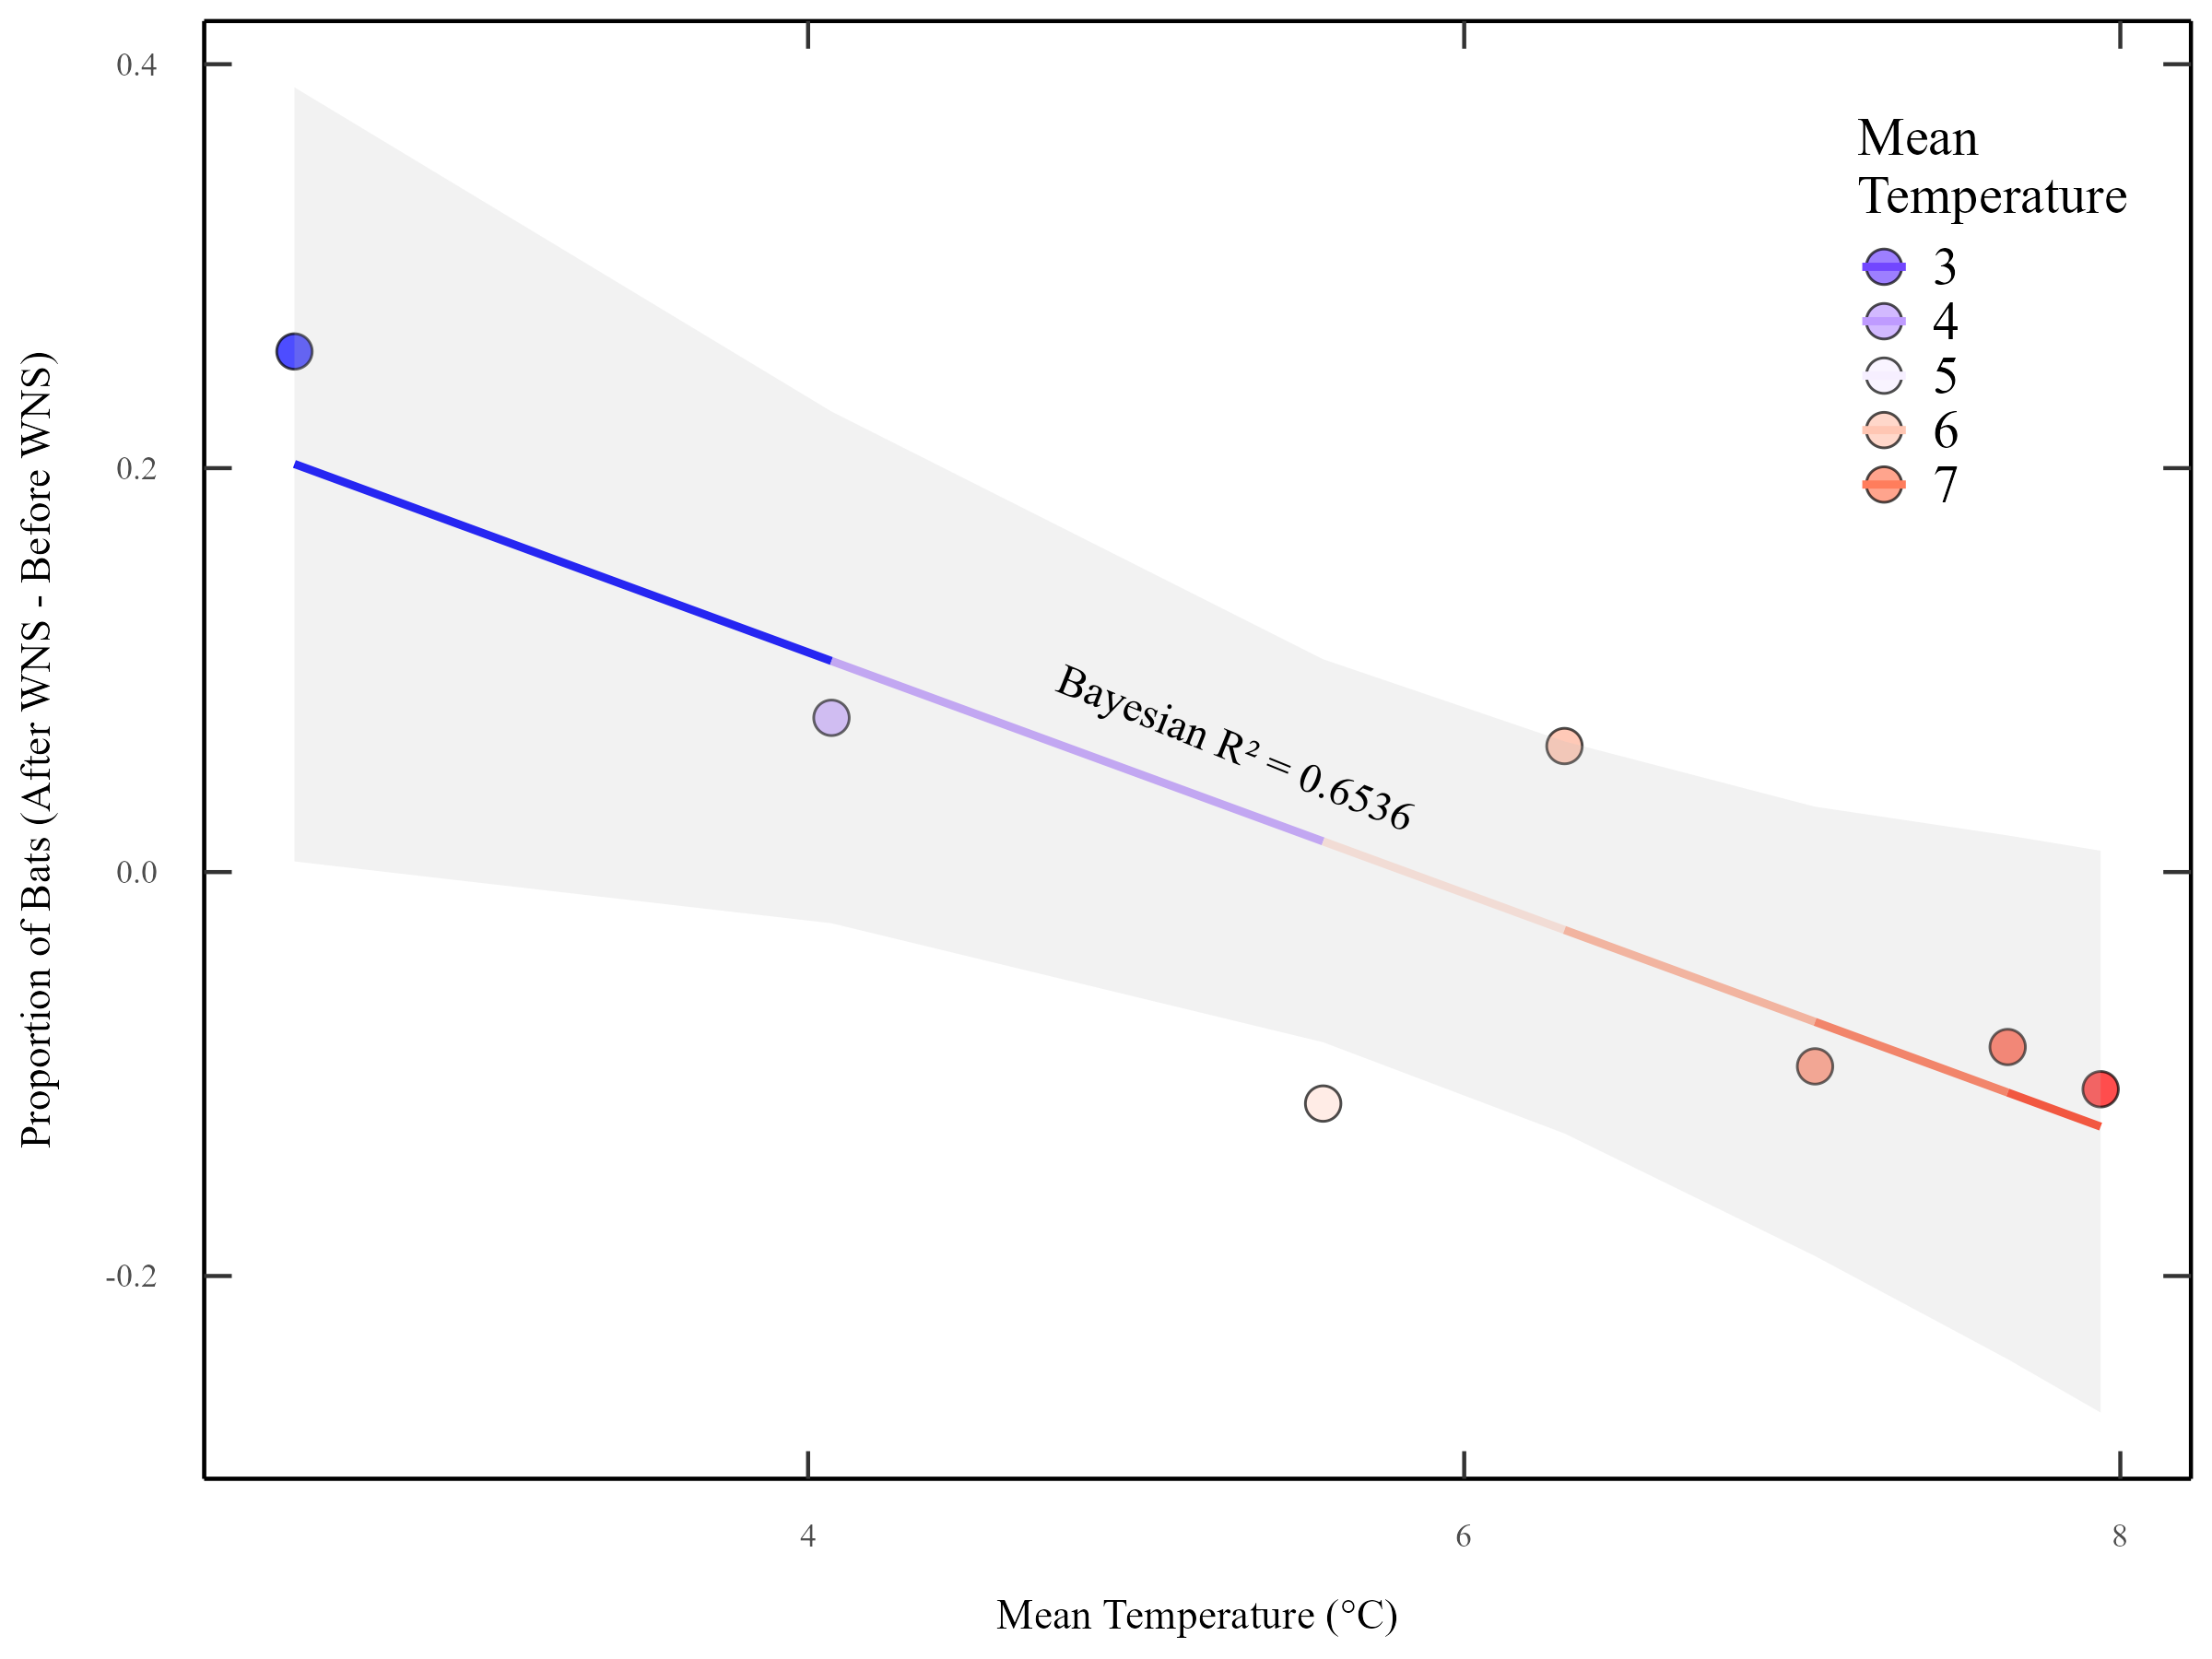 Proportion of Bats (After WNS - Before WNS)
0.4
0.2
0.0
-0.2
Mean
Temperature
3
4
5
6
7
Bayesian R² = 0.6536
4
6
8
Mean Temperature (°C)